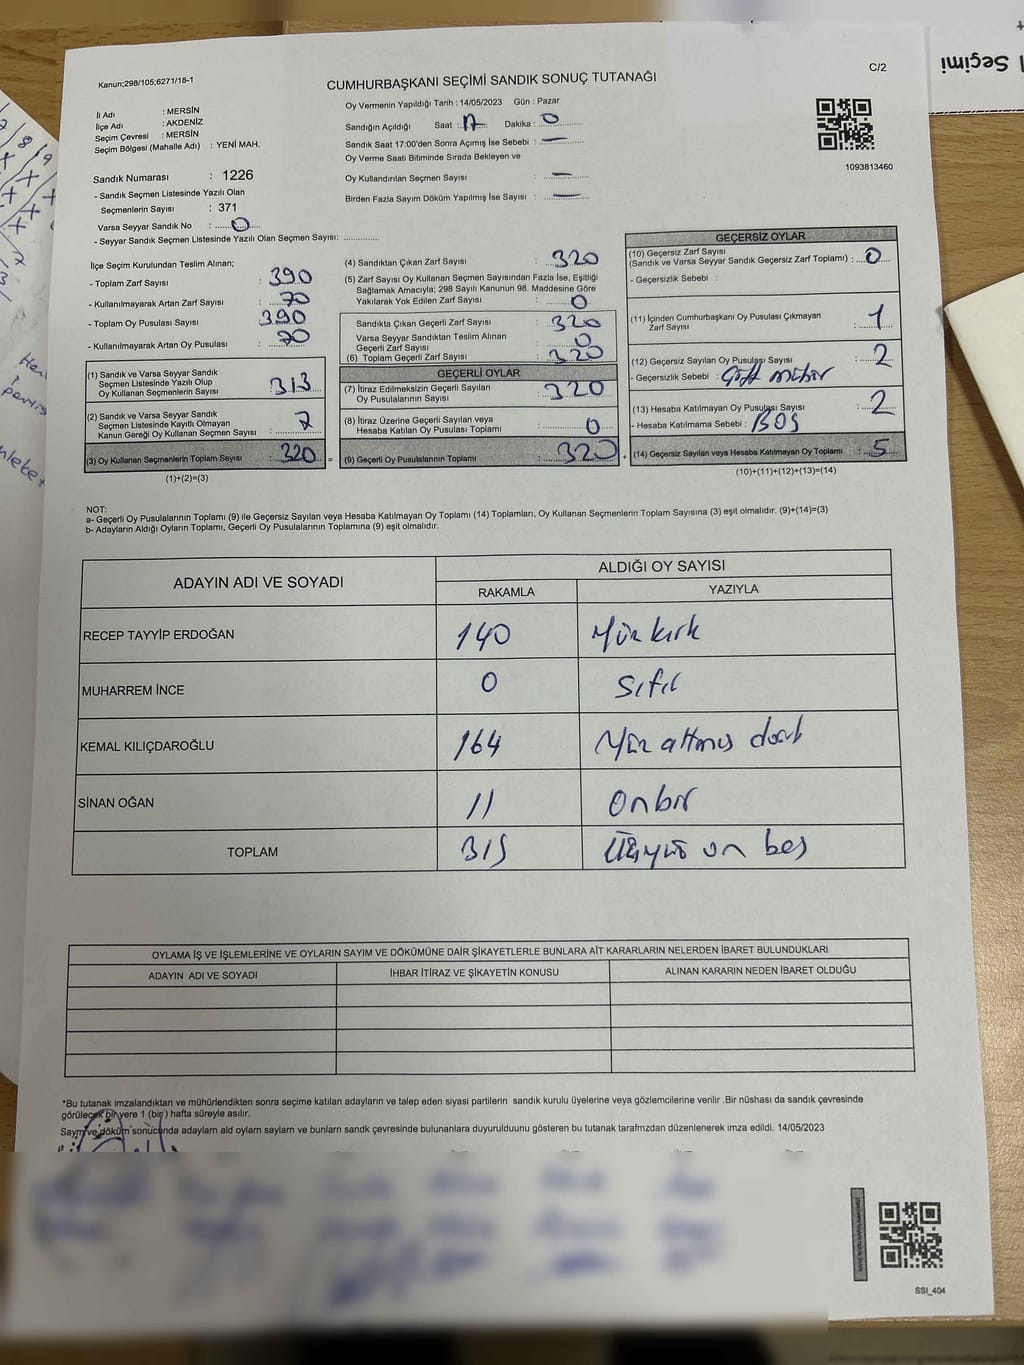 Seçimi
Kanun;298/105,6271/18-1
CUMHURBAŞKANI SEÇİMİ SANDIK SONUÇ TUTANAĞI
C/2
İl Adı : MERSİN
İlçe Adı : AKDENİZ
Seçim Çevresi : MERSİN
Seçim Bölgesi (Mahalle Adı) : YENİ MAH.
Sandık Numarası : 1226
- Sandık Seçmen Listesinde Yazılı Olan
Seçmenlerin Sayısı : 371
Varsa Seyyar Sandık No : 0
- Seyyar Sandık Seçmen Listesinde Yazılı Olan Seçmen Sayısı: ............
Oy Vermenin Yapıldığı Tarih : 14/05/2023 Gün : Pazar
Sandığın Açıldığı Saat : 17 Dakika : 0
Sandık Saat 17:00'den Sonra Açımış İse Sebebi : —
Oy Verme Saati Bitiminde Sırada Bekleyen ve
Oy Kullandırılan Seçmen Sayısı : —
Birden Fazla Sayım Döküm Yapılmış İse Sayısı : —
1093813460
İlçe Seçim Kurulundan Teslim Alınan;
- Toplam Zarf Sayısı : 390
- Kullanılmayarak Artan Zarf Sayısı : 70
- Toplam Oy Pusulası Sayısı : 390
- Kullanılmayarak Artan Oy Pusulası : 70
(1) Sandık ve Varsa Seyyar Sandık
Seçmen Listesinde Yazılı Olup
Oy Kullanan Seçmenlerin Sayısı : 313
(2) Sandık ve Varsa Seyyar Sandık
Seçmen Listesinde Kayıtlı Olmayan
Kanun Gereği Oy Kullanan Seçmen Sayısı : 7
(3) Oy Kullanan Seçmenlerin Toplam Sayısı : 320 =
(1)+(2)=(3)
(4) Sandıktan Çıkan Zarf Sayısı : 320
(5) Zarf Sayısı Oy Kullanan Seçmen Sayısından Fazla İse, Eşitliği
Sağlamak Amacıyla; 298 Sayılı Kanunun 98. Maddesine Göre
Yakılarak Yok Edilen Zarf Sayısı : 0
Sandıkta Çıkan Geçerli Zarf Sayısı : 320
Varsa Seyyar Sandıktan Teslim Alınan
Geçerli Zarf Sayısı : 0
(6) Toplam Geçerli Zarf Sayısı : 320
GEÇERLİ OYLAR
(7) İtiraz Edilmeksizin Geçerli Sayılan
Oy Pusulalarının Sayısı : 320
(8) İtiraz Üzerine Geçerli Sayılan veya
Hesaba Katılan Oy Pusulası Toplamı : 0
(9) Geçerli Oy Pusulalarının Toplamı : 320 +
GEÇERSİZ OYLAR
(10) Geçersiz Zarf Sayısı
(Sandık ve Varsa Seyyar Sandık Geçersiz Zarf Toplamı) : 0
- Geçersizlik Sebebi :
(11) İçinden Cumhurbaşkanı Oy Pusulası Çıkmayan
Zarf Sayısı : 1
(12) Geçersiz Sayılan Oy Pusulası Sayısı : 2
- Geçersizlik Sebebi : Çift mühür
(13) Hesaba Katılmayan Oy Pusulası Sayısı : 2
- Hesaba Katılmama Sebebi : BOŞ
(14) Geçersiz Sayılan veya Hesaba Katılmayan Oy Toplamı : 5
(10)+(11)+(12)+(13)=(14)
NOT:
a- Geçerli Oy Pusulalarının Toplamı (9) ile Geçersiz Sayılan veya Hesaba Katılmayan Oy Toplamı (14) Toplamları, Oy Kullanan Seçmenlerin Toplam Sayısına (3) eşit olmalıdır. (9)+(14)=(3)
b- Adayların Aldığı Oyların Toplamı, Geçerli Oy Pusulalarının Toplamına (9) eşit olmalıdır.
ADAYIN ADI VE SOYADI
ALDIĞI OY SAYISI
RAKAMLA YAZIYLA
RECEP TAYYİP ERDOĞAN 140 Yüz kırk
MUHARREM İNCE 0 Sıfır
KEMAL KILIÇDAROĞLU 164 Yüz altmış dört
SİNAN OĞAN 11 Onbir
TOPLAM 315 Üçyüz on beş
OYLAMA İŞ VE İŞLEMLERİNE VE OYLARIN SAYIM VE DÖKÜMÜNE DAİR ŞİKAYETLERLE BUNLARA AİT KARARLARIN NELERDEN İBARET BULUNDUKLARI
ADAYIN ADI VE SOYADI İHBAR İTİRAZ VE ŞİKAYETİN KONUSU ALINAN KARARIN NEDEN İBARET OLDUĞU
*Bu tutanak imzalandıktan ve mühürlendikten sonra seçime katılan adayların ve talep eden siyasi partilerin sandık kurulu üyelerine veya gözlemcilerine verilir .Bir nüshası da sandık çevresinde
görülecek bir yere 1 (bir) hafta süreyle asılır.
Saym ve döküm sonucunda adaylarn ald oylarn saylarn ve bunlarn sandk çevresinde bulunanlara duyurulduunu gösteren bu tutanak tarafmzdan düzenlenerek imza edildi. 14/05/2023
SSI_404